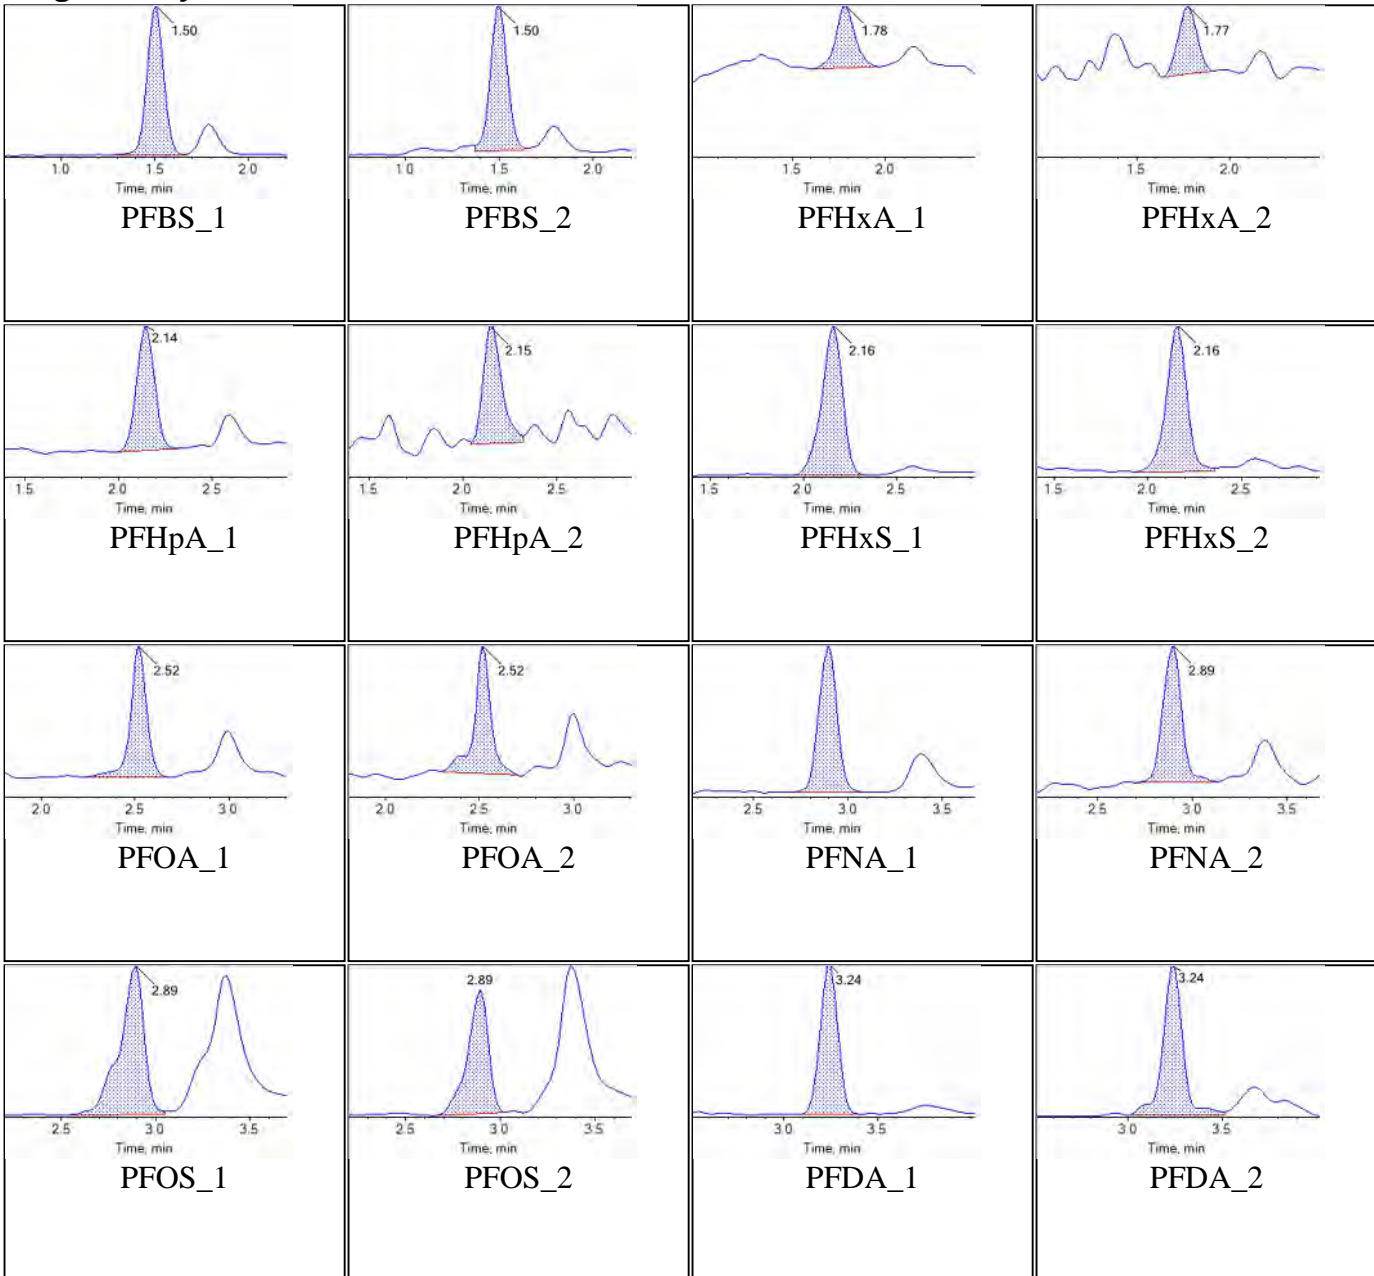 1.50 1.50 1.78 1.77
1.0 1.5 2.0 1.0 1.5 2.0 1.5 2.0 1.5 2.0
Time, min Time, min Time, min Time, min
PFBS_1 PFBS_2 PFHxA_1 PFHxA_2
2.14 2.15 2.16 2.16
1.5 2.0 2.5 1.5 2.0 2.5 1.5 2.0 2.5 1.5 2.0 2.5
Time, min Time, min Time, min Time, min
PFHpA_1 PFHpA_2 PFHxS_1 PFHxS_2
2.52 2.52 2.89
2.0 2.5 3.0 2.0 2.5 3.0 2.5 3.0 3.5 2.5 3.0 3.5
Time, min Time, min Time, min Time, min
PFOA_1 PFOA_2 PFNA_1 PFNA_2
2.89 2.89 3.24 3.24
2.5 3.0 3.5 2.5 3.0 3.5 3.0 3.5 3.0 3.5
Time, min Time, min Time, min Time, min
PFOS_1 PFOS_2 PFDA_1 PFDA_2